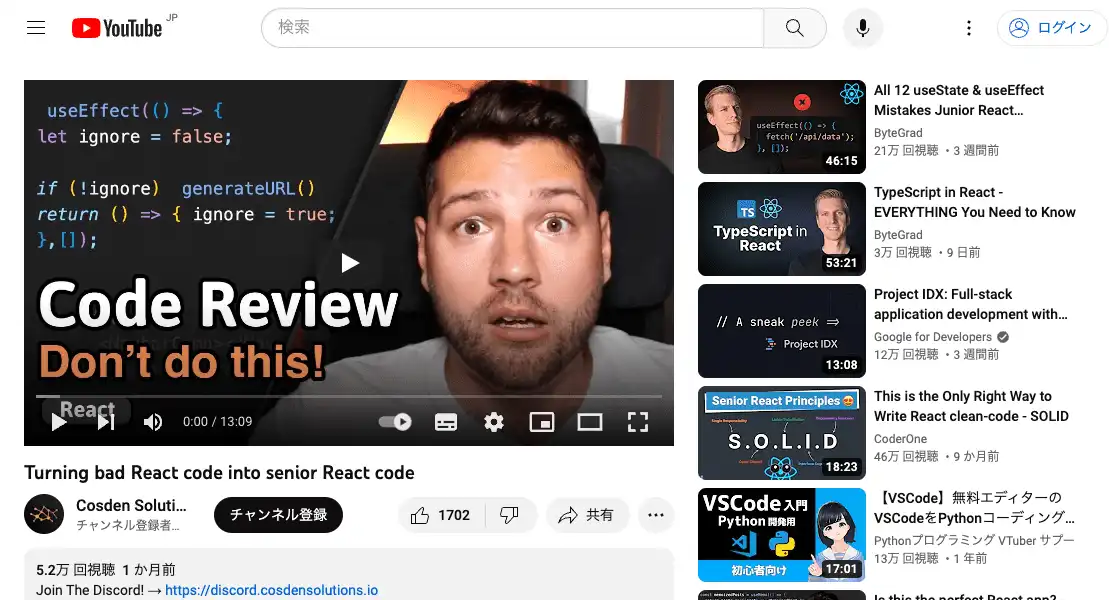 YouTube JP
検索
ログイン
useEffect(() => {
let ignore = false;
if (!ignore) generateURL()
return () => { ignore = true;
},[]);
Code Review
Don't do this!
React
0:00 / 13:09
Turning bad React code into senior React code
Cosden Soluti...
チャンネル登録者...
チャンネル登録
1702
共有
5.2万 回視聴 1 か月前
Join The Discord! → https://discord.cosdensolutions.io
useEffect(() => {
fetch('/api/data');
}, []);
46:15
All 12 useState & useEffect
Mistakes Junior React...
ByteGrad
21万 回視聴 ・3 週間前
TS
TypeScript in
React
53:21
TypeScript in React -
EVERYTHING You Need to Know
ByteGrad
3万 回視聴 ・9 日前
// A sneak peek =>
Project IDX
13:08
Project IDX: Full-stack
application development with...
Google for Developers
12万 回視聴 ・3 週間前
Senior React Principles
S.O.L.I.D
18:23
This is the Only Right Way to
Write React clean-code - SOLID
CoderOne
46万 回視聴 ・9 か月前
VSCode 入門
Python 開発用
初心者向け
17:01
【VSCode】無料エディターの
VSCodeをPythonコーディング...
Pythonプログラミング VTuber サプー
13万 回視聴 ・1 年前
Is this the perfect React app?